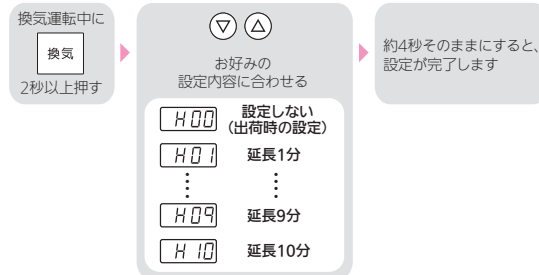 換気運転中に
換気
2秒以上押す
お好みの
設定内容に合わせる
H00 設定しない
(出荷時の設定)
H01 延長1分
H09 延長9分
H10 延長10分
約4秒そのままにすると、
設定が完了します